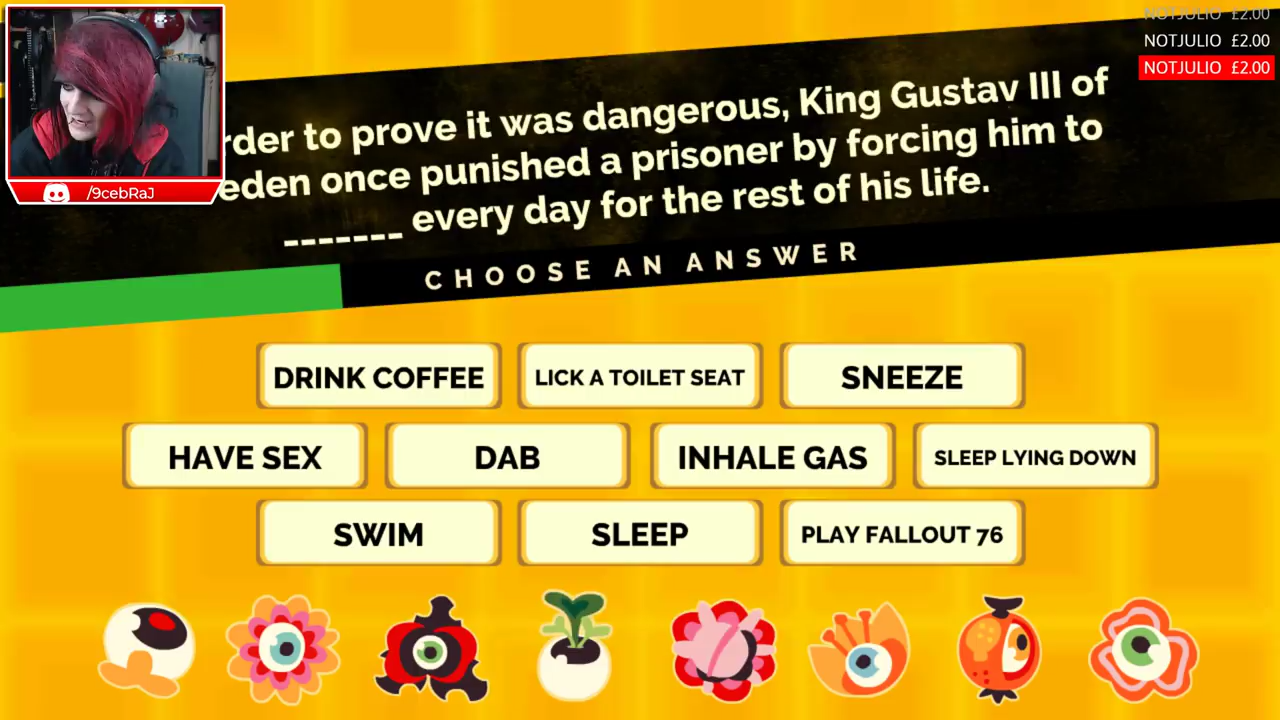 NOTJULIO £2.00
NOTJULIO £2.00
NOTJULIO £2.00
rder to prove it was dangerous, King Gustav III of
eden once punished a prisoner by forcing him to
_______ every day for the rest of his life.
/9cebRaJ
CHOOSE AN ANSWER
DRINK COFFEE
LICK A TOILET SEAT
SNEEZE
HAVE SEX
DAB
INHALE GAS
SLEEP LYING DOWN
SWIM
SLEEP
PLAY FALLOUT 76